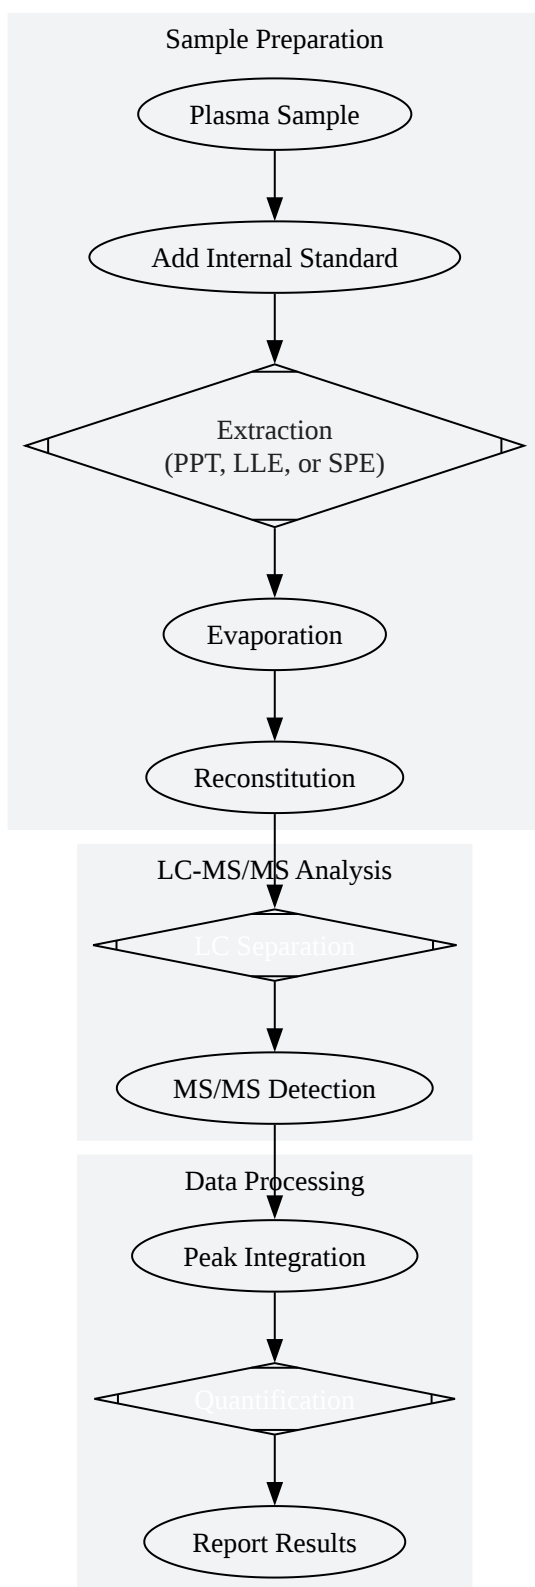 Sample Preparation
Plasma Sample
Add Internal Standard
Extraction
(PPT, LLE, or SPE)
Evaporation
Reconstitution
LC-MS/MS Analysis
LC Separation
MS/MS Detection
Data Processing
Peak Integration
Quantification
Report Results